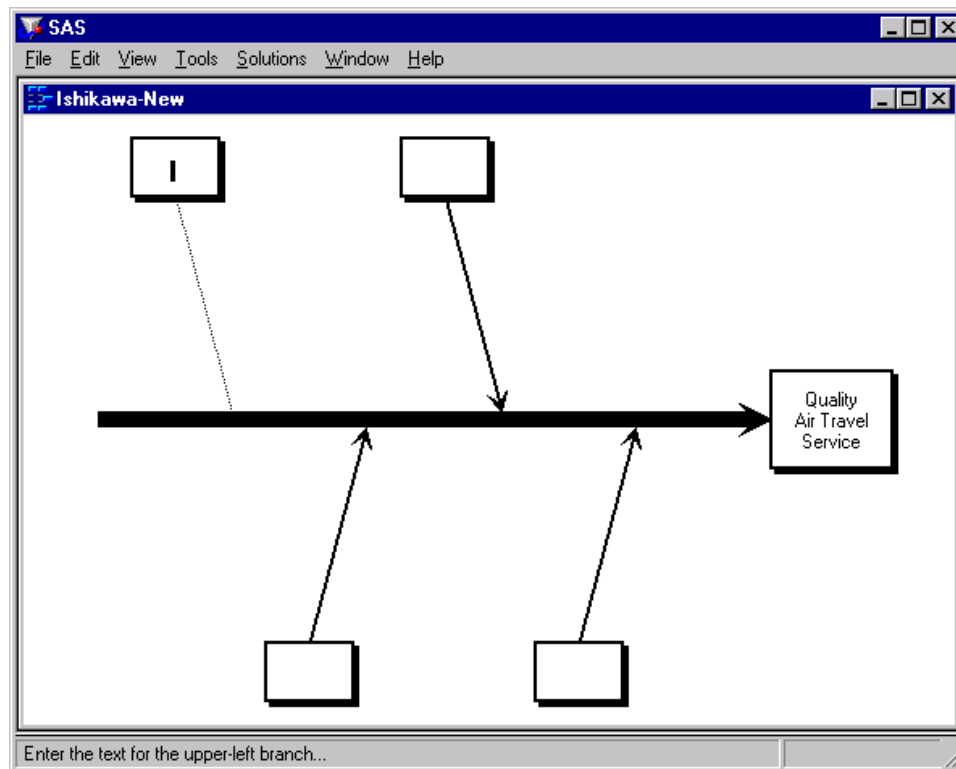 SAS
File Edit View Tools Solutions Window Help
Ishikawa-New
Quality
Air Travel
Service
Enter the text for the upper-left branch...